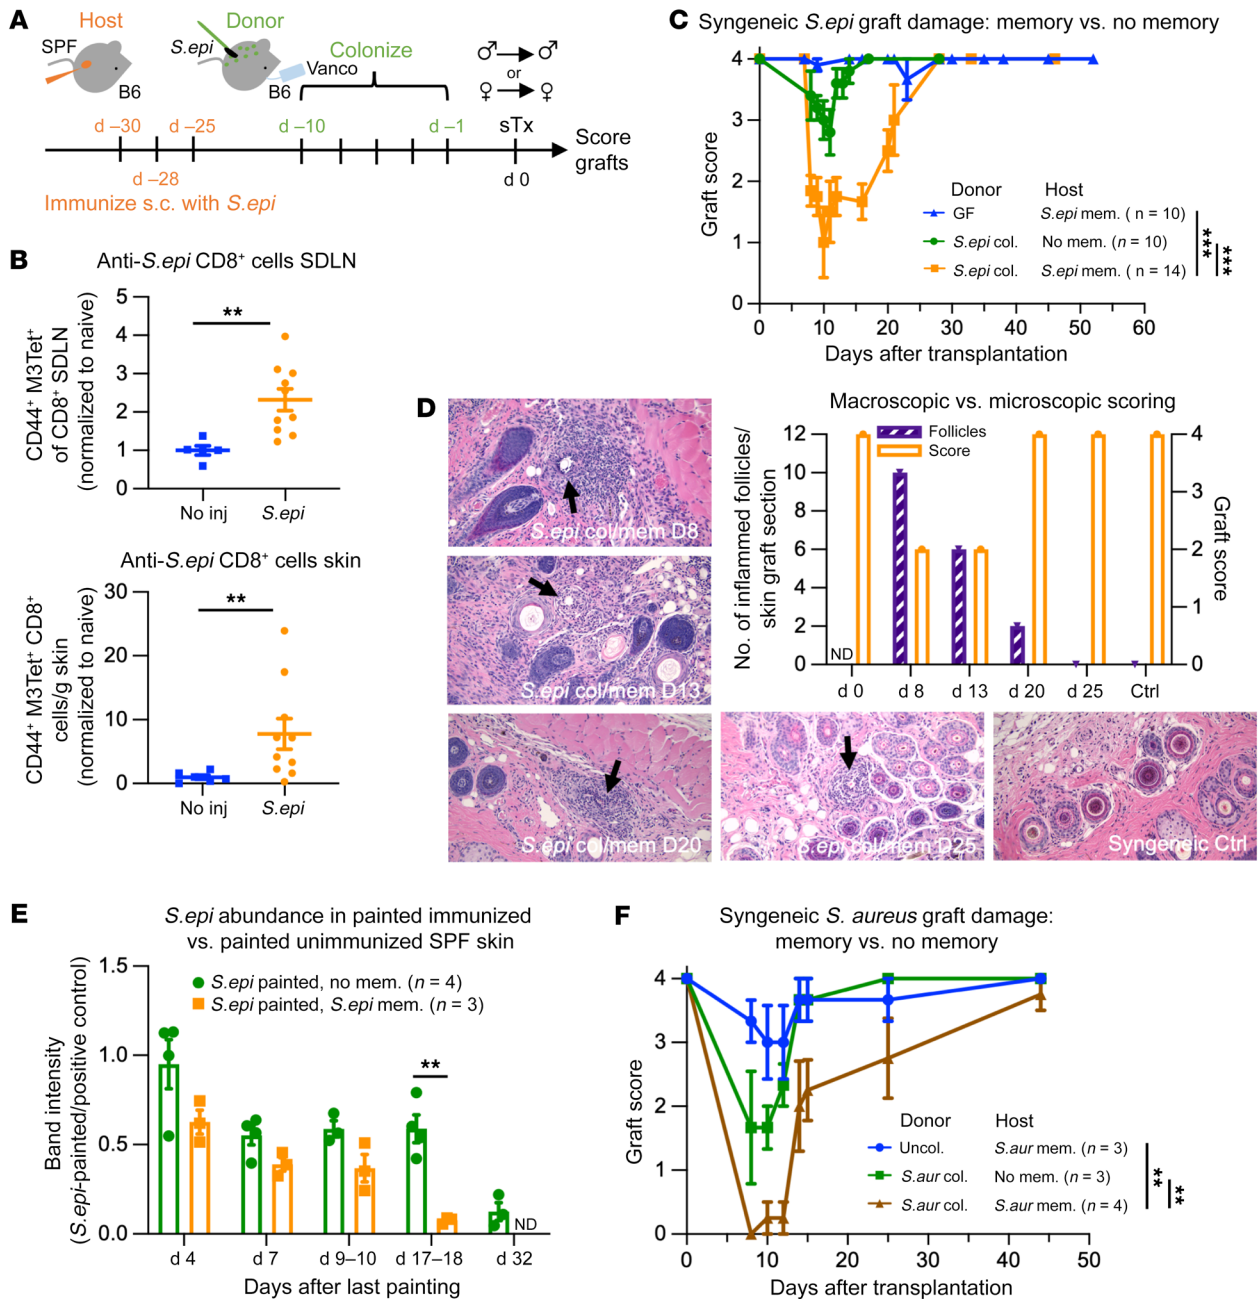 A
Host
Donor
SPF
S.epi
Colonize
Vanco
B6
B6
♂ → ♂
or
♀ → ♀
d –30
d –25
d –10
d –1
sTx
Score
grafts
d –28
d 0
Immunize s.c. with S.epi
B
Anti-S.epi CD8+ cells SDLN
CD44+ M3Tet+
of CD8+ SDLN
(normalized to naive)
5
4
3
2
1
0
**
No inj
S.epi
Anti-S.epi CD8+ cells skin
CD44+ M3Tet+ CD8+
cells/g skin
(normalized to naive)
30
20
10
0
**
No inj
S.epi
C
Syngeneic S.epi graft damage: memory vs. no memory
Graft score
4
3
2
1
0
0
10
20
30
40
50
60
Days after transplantation
Donor Host
GF S.epi mem. ( n = 10)
S.epi col. No mem. (n = 10)
S.epi col. S.epi mem. ( n = 14)
***
***
D
S.epi col/mem D8
S.epi col/mem D13
S.epi col/mem D20
S.epi col/mem D25
Syngeneic Ctrl
Macroscopic vs. microscopic scoring
No. of inflammed follicles/
skin graft section
12
10
8
6
4
2
0
Follicles
Score
4
3
2
1
0
Graft score
ND
d 0
d 8
d 13
d 20
d 25
Ctrl
E
S.epi abundance in painted immunized
vs. painted unimmunized SPF skin
Band intensity
(S.epi-painted/positive control)
1.5
1.0
0.5
0.0
S.epi painted, no mem. (n = 4)
S.epi painted, S.epi mem. (n = 3)
**
ND
d 4
d 7
d 9–10
d 17–18
d 32
Days after last painting
F
Syngeneic S. aureus graft damage:
memory vs. no memory
Graft score
4
3
2
1
0
0
10
20
30
40
50
Days after transplantation
Donor Host
Uncol. S.aur mem. (n = 3)
S.aur col. No mem. (n = 3)
S.aur col. S.aur mem. (n = 4)
**
**